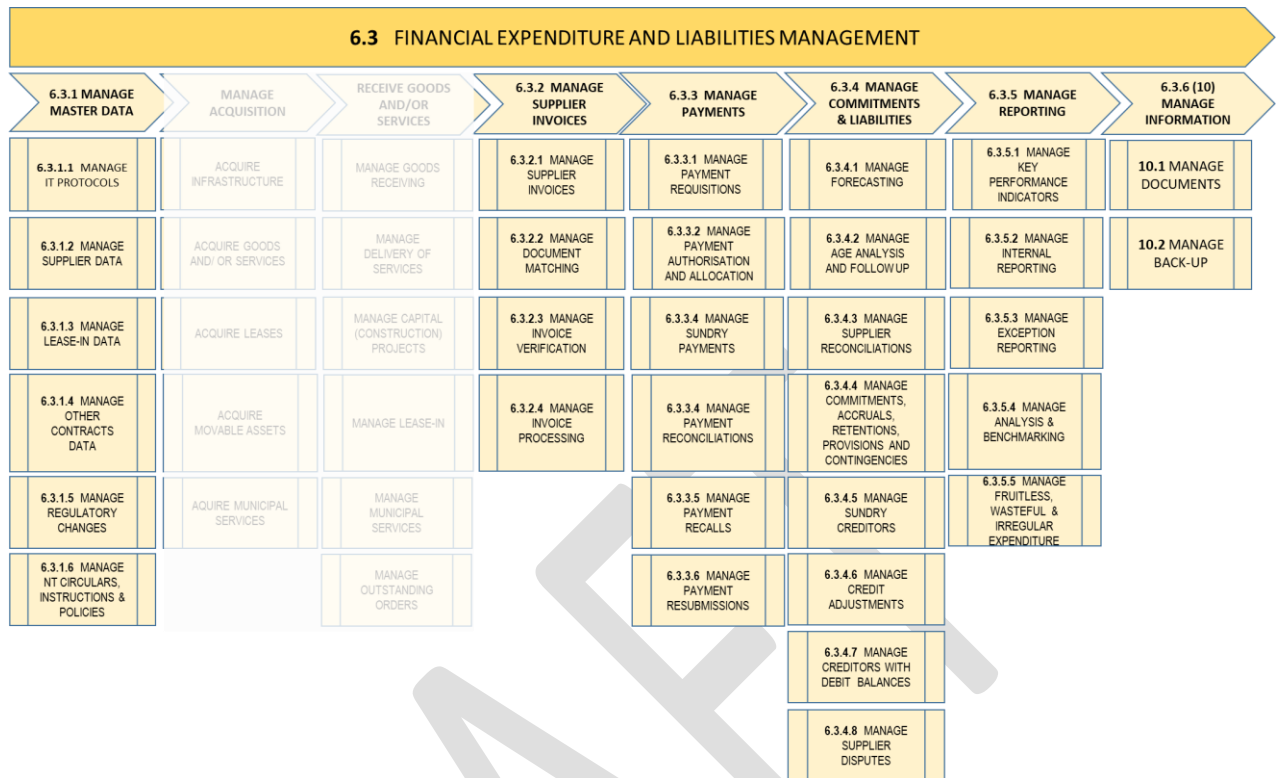 6.3 FINANCIAL EXPENDITURE AND LIABILITIES MANAGEMENT
6.3.1 MANAGE
MASTER DATA
MANAGE
ACQUISITION
RECEIVE GOODS
AND/OR
SERVICES
6.3.2 MANAGE
SUPPLIER
INVOICES
6.3.3 MANAGE
PAYMENTS
6.3.4 MANAGE
COMMITMENTS
& LIABILITIES
6.3.5 MANAGE
REPORTING
6.3.6 (10)
MANAGE
INFORMATION
6.3.1.1 MANAGE
IT PROTOCOLS
ACQUIRE
INFRASTRUCTURE
MANAGE GOODS
RECEIVING
6.3.2.1 MANAGE
SUPPLIER
INVOICES
6.3.3.1 MANAGE
PAYMENT
REQUISITIONS
6.3.4.1 MANAGE
FORECASTING
6.3.5.1 MANAGE
KEY
PERFORMANCE
INDICATORS
10.1 MANAGE
DOCUMENTS
6.3.1.2 MANAGE
SUPPLIER DATA
ACQUIRE GOODS
AND/ OR SERVICES
MANAGE
DELIVERY OF
SERVICES
6.3.2.2 MANAGE
DOCUMENT
MATCHING
6.3.3.2 MANAGE
PAYMENT
AUTHORISATION
AND ALLOCATION
6.3.4.2 MANAGE
AGE ANALYSIS
AND FOLLOW UP
6.3.5.2 MANAGE
INTERNAL
REPORTING
10.2 MANAGE
BACK-UP
6.3.1.3 MANAGE
LEASE-IN DATA
ACQUIRE LEASES
MANAGE CAPITAL
(CONSTRUCTION)
PROJECTS
6.3.2.3 MANAGE
INVOICE
VERIFICATION
6.3.3.4 MANAGE
SUNDRY
PAYMENTS
6.3.4.3 MANAGE
SUPPLIER
RECONCILIATIONS
6.3.5.3 MANAGE
EXCEPTION
REPORTING
6.3.1.4 MANAGE
OTHER
CONTRACTS
DATA
ACQUIRE
MOVABLE ASSETS
MANAGE LEASE-IN
6.3.2.4 MANAGE
INVOICE
PROCESSING
6.3.3.4 MANAGE
PAYMENT
RECONCILIATIONS
6.3.4.4 MANAGE
COMMITMENTS,
ACCRUALS,
RETENTIONS,
PROVISIONS AND
CONTINGENCIES
6.3.5.4 MANAGE
ANALYSIS &
BENCHMARKING
6.3.1.5 MANAGE
REGULATORY
CHANGES
AQUIRE MUNICIPAL
SERVICES
MANAGE
MUNICIPAL
SERVICES
6.3.3.5 MANAGE
PAYMENT
RECALLS
6.3.4.5 MANAGE
SUNDRY
CREDITORS
6.3.5.5 MANAGE
FRUITLESS,
WASTEFUL &
IRREGULAR
EXPENDITURE
6.3.1.6 MANAGE
NT CIRCULARS,
INSTRUCTIONS &
POLICIES
MANAGE
OUTSTANDING
ORDERS
6.3.3.6 MANAGE
PAYMENT
RESUBMISSIONS
6.3.4.6 MANAGE
CREDIT
ADJUSTMENTS
6.3.4.7 MANAGE
CREDITORS WITH
DEBIT BALANCES
6.3.4.8 MANAGE
SUPPLIER
DISPUTES